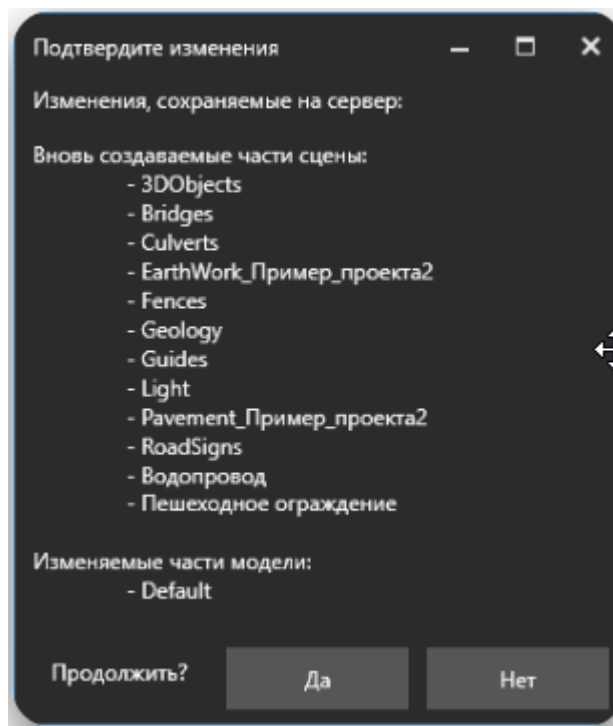 Подтвердите изменения
Изменения, сохраняемые на сервер:
Вновь создаваемые части сцены:
- 3DObjects
- Bridges
- Culverts
- EarthWork_Пример_проекта2
- Fences
- Geology
- Guides
- Light
- Pavement_Пример_проекта2
- RoadSigns
- Водопровод
- Пешеходное ограждение
Изменяемые части модели:
- Default
Продолжить? Да Нет